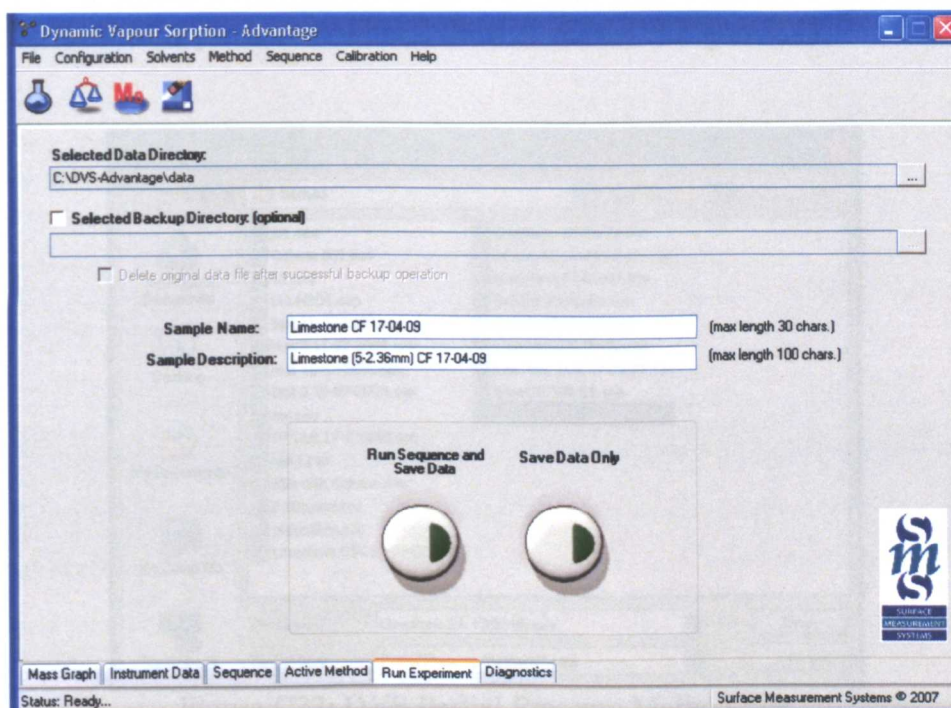 Dynamic Vapour Sorption - Advantage
File Configuration Solvents Method Sequence Calibration Help
Selected Data Directory:
C:\DVS-Advantage\data
...
Selected Backup Directory: (optional)
...
Delete original data file after successful backup operation
Sample Name: Limestone CF 17-04-09 (max length 30 chars.)
Sample Description: Limestone (5-2.36mm) CF 17-04-09 (max length 100 chars.)
Run Sequence and
Save Data
Save Data Only
SMS
SURFACE
MEASUREMENT
SYSTEMS
Mass Graph Instrument Data Sequence Active Method Run Experiment Diagnostics
Status: Ready... Surface Measurement Systems © 2007